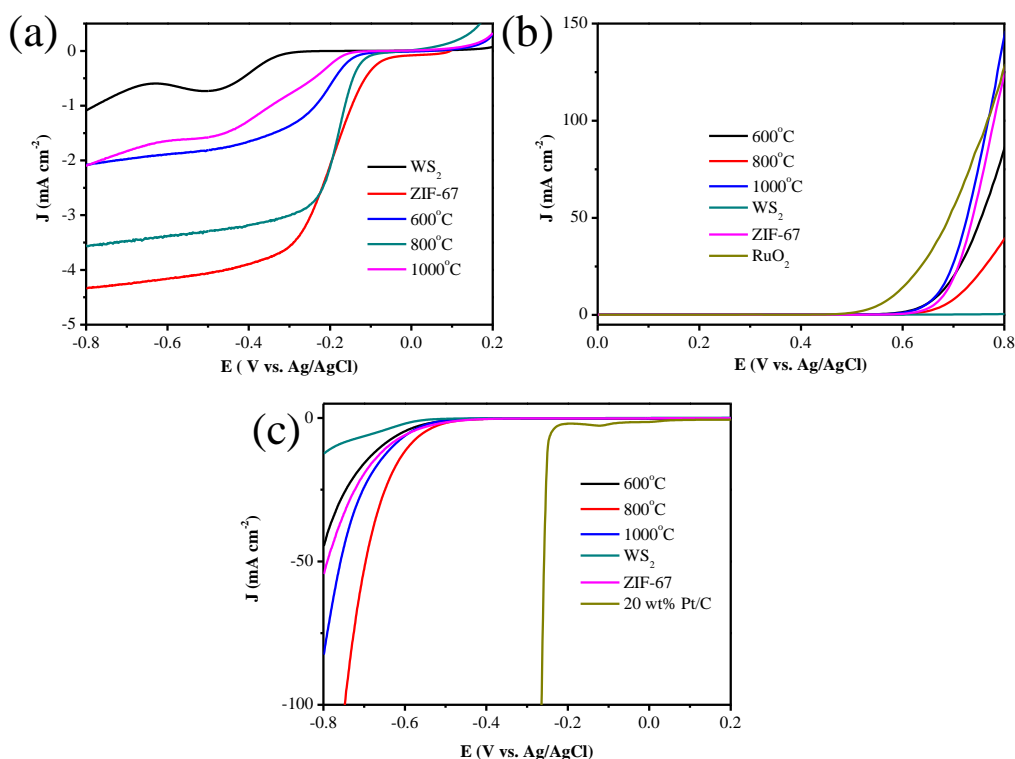 (a)
0
-1
-2
-3
-4
-5
J (mA cm⁻²)
WS₂
ZIF-67
600°C
800°C
1000°C
-0.8 -0.6 -0.4 -0.2 0.0 0.2
E ( V vs. Ag/AgCl)
(b)
150
100
50
0
J (mA cm⁻²)
600°C
800°C
1000°C
WS₂
ZIF-67
RuO₂
0.0 0.2 0.4 0.6 0.8
E (V vs. Ag/AgCl)
(c)
0
-50
-100
J (mA cm⁻²)
600°C
800°C
1000°C
WS₂
ZIF-67
20 wt% Pt/C
-0.8 -0.6 -0.4 -0.2 0.0 0.2
E (V vs. Ag/AgCl)